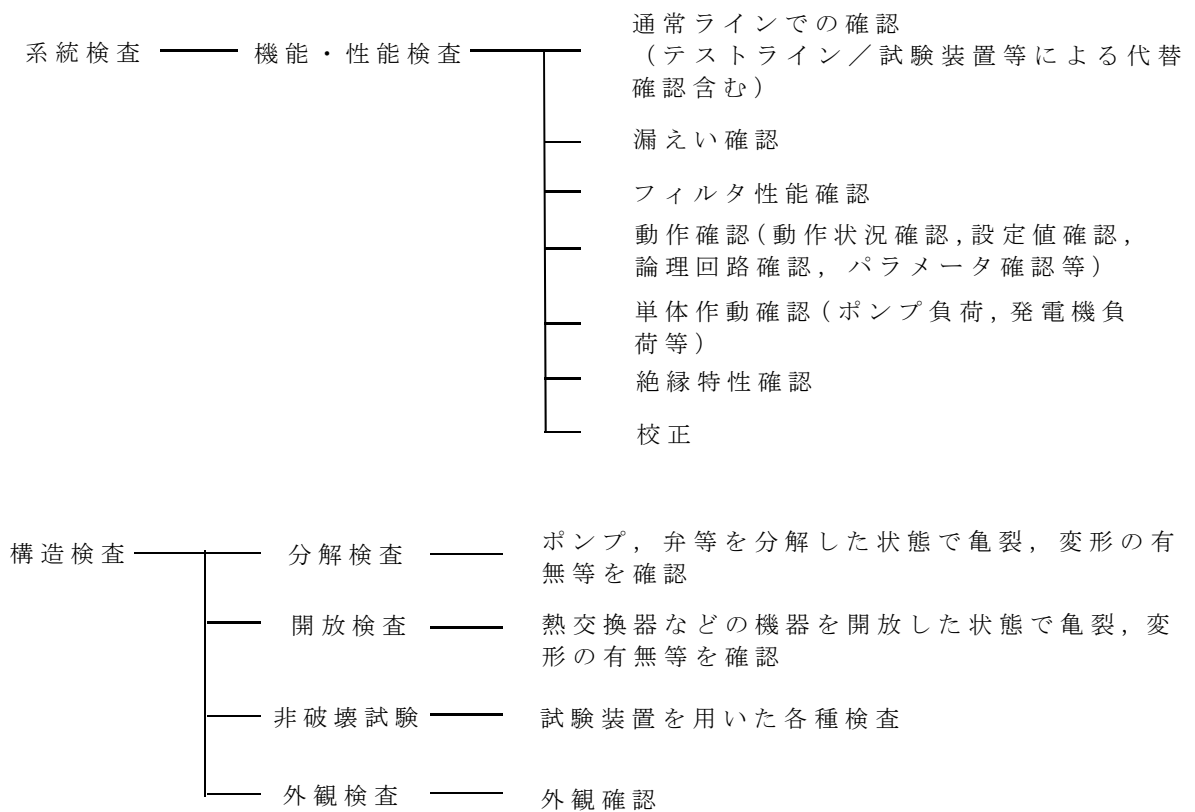 系統検査
機能・性能検査
通常ラインでの確認
(テストライン/試験装置等による代替
確認含む)
漏えい確認
フィルタ性能確認
動作確認(動作状況確認,設定値確認,
論理回路確認, パラメータ確認等)
単体作動確認(ポンプ負荷,発電機負
荷等)
絶縁特性確認
校正
構造検査
分解検査
ポンプ, 弁等を分解した状態で亀裂, 変形の有
無等を確認
開放検査
熱交換器などの機器を開放した状態で亀裂, 変
形の有無等を確認
非破壊試験
試験装置を用いた各種検査
外観検査
外観確認